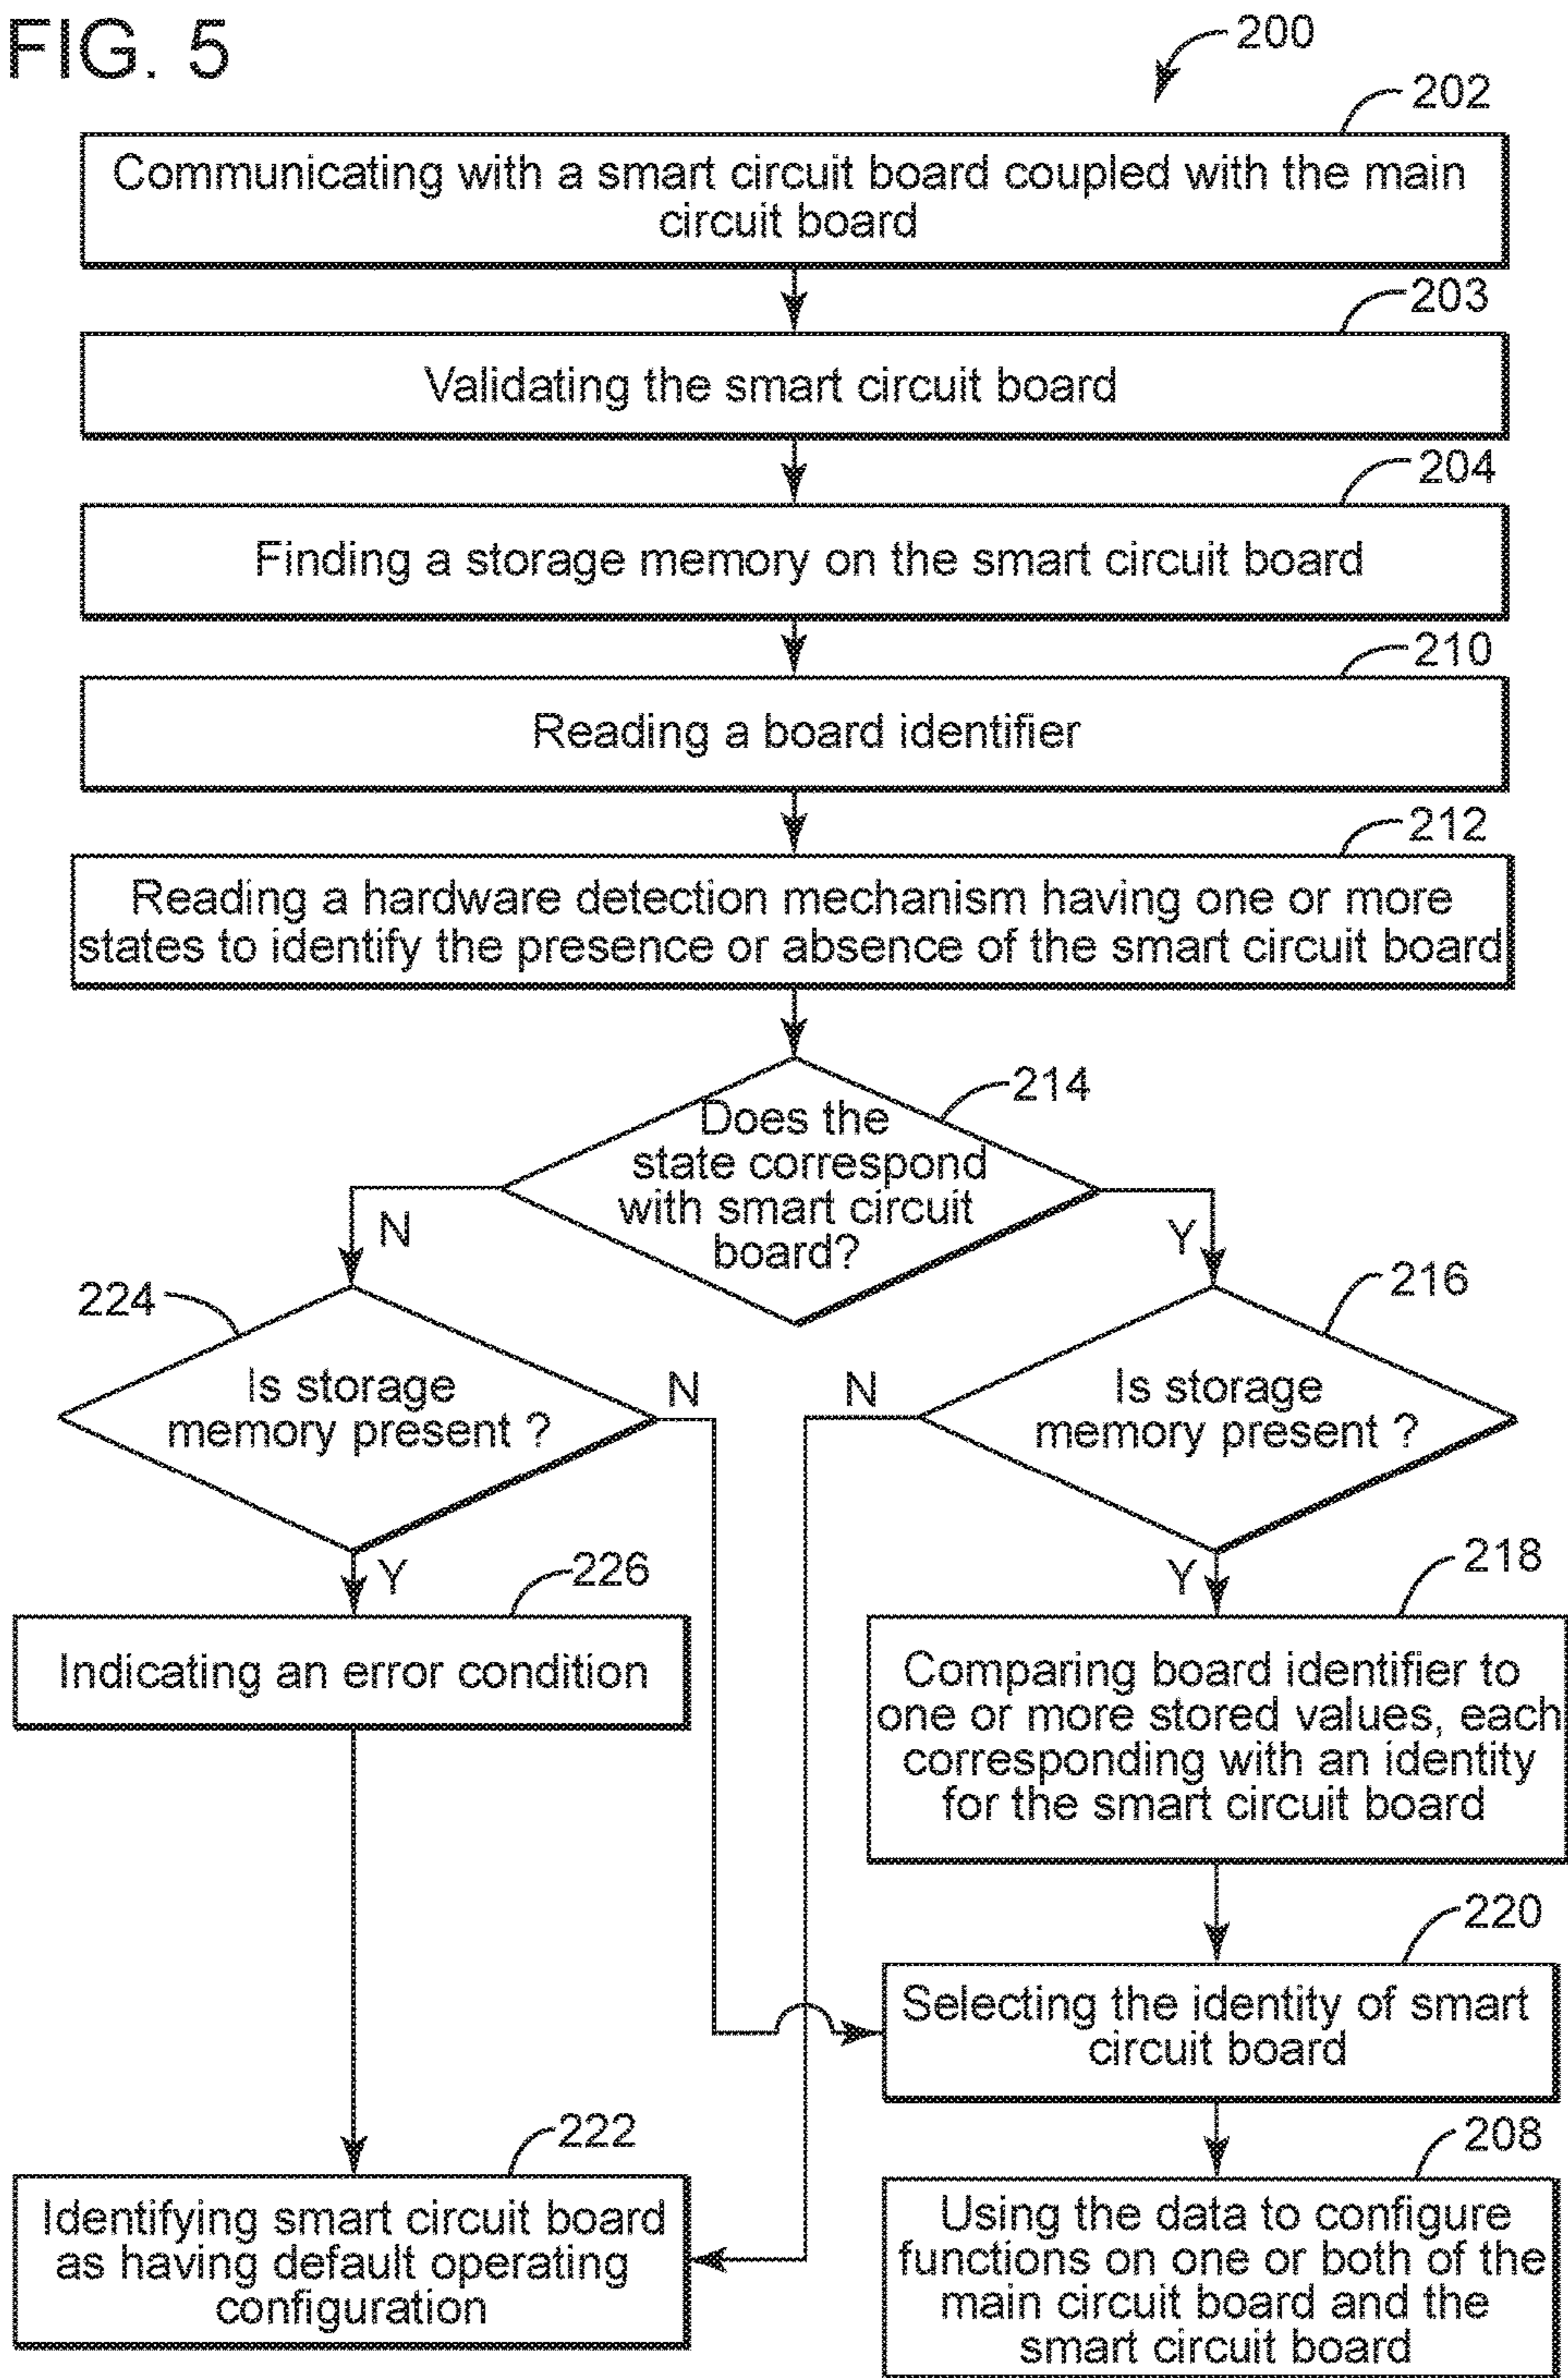 FIG. 5
200
202
Communicating with a smart circuit board coupled with the main
circuit board
203
Validating the smart circuit board
204
Finding a storage memory on the smart circuit board
210
Reading a board identifier
212
Reading a hardware detection mechanism having one or more
states to identify the presence or absence of the smart circuit board
214
Does the
state correspond
with smart circuit
board?
N
Y
224
216
Is storage
memory present ?
N
N
Is storage
memory present ?
Y
226
Y
218
Indicating an error condition
Comparing board identifier to
one or more stored values, each
corresponding with an identity
for the smart circuit board
220
Selecting the identity of smart
circuit board
222
208
Identifying smart circuit board
as having default operating
configuration
Using the data to configure
functions on one or both of the
main circuit board and the
smart circuit board